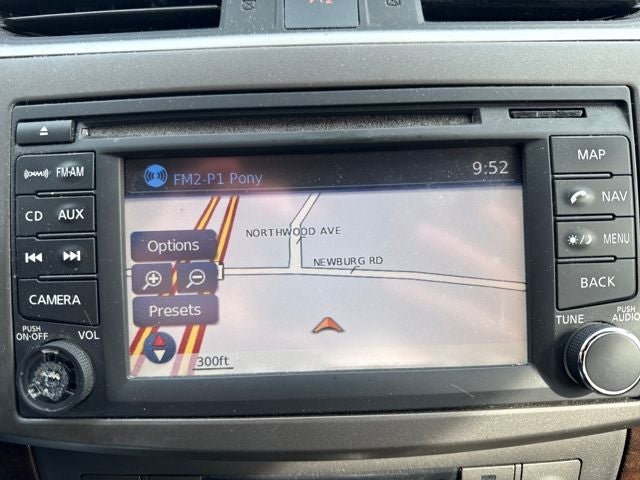 FM2-P1 Pony 9:52
NORTHWOOD AVE
NEWBURG RD
Options
Presets
300ft
((XM)) FM-AM
CD AUX
CAMERA
PUSH
ON-OFF
VOL
MAP
NAV
MENU
BACK
TUNE
PUSH
AUDIO